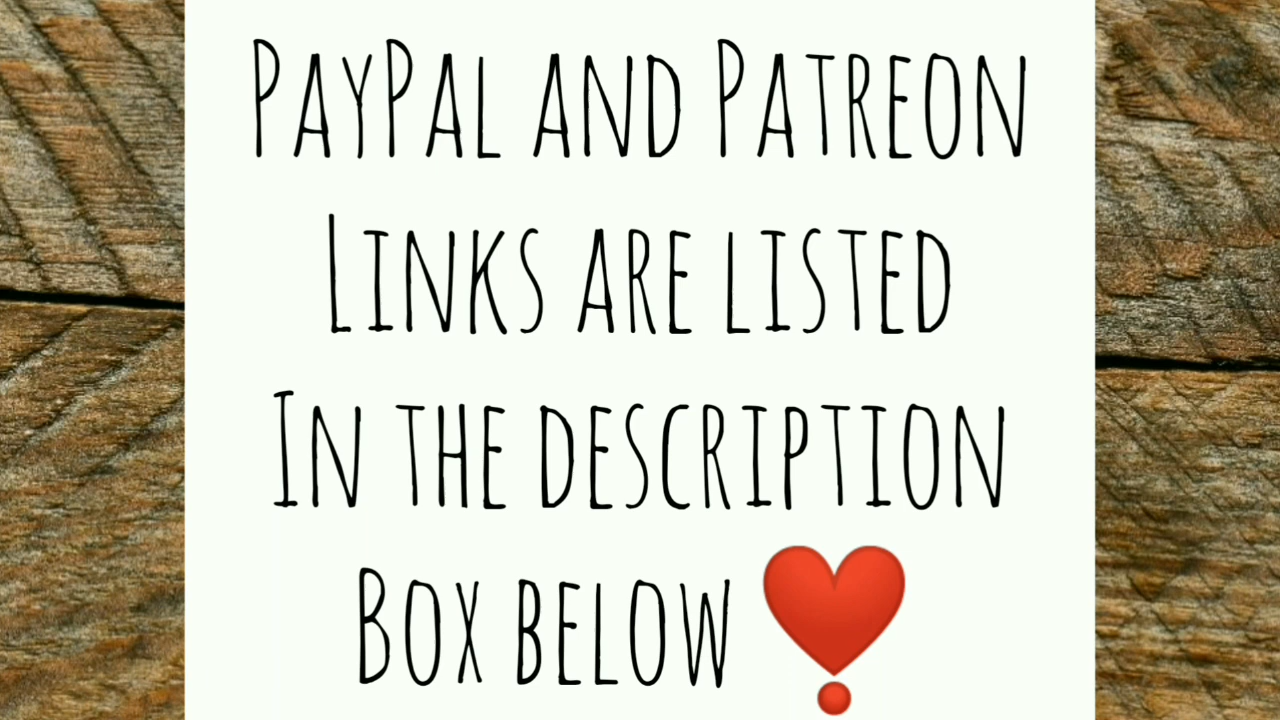 PayPal and Patreon
Links are listed
In the description
Box below ❣️